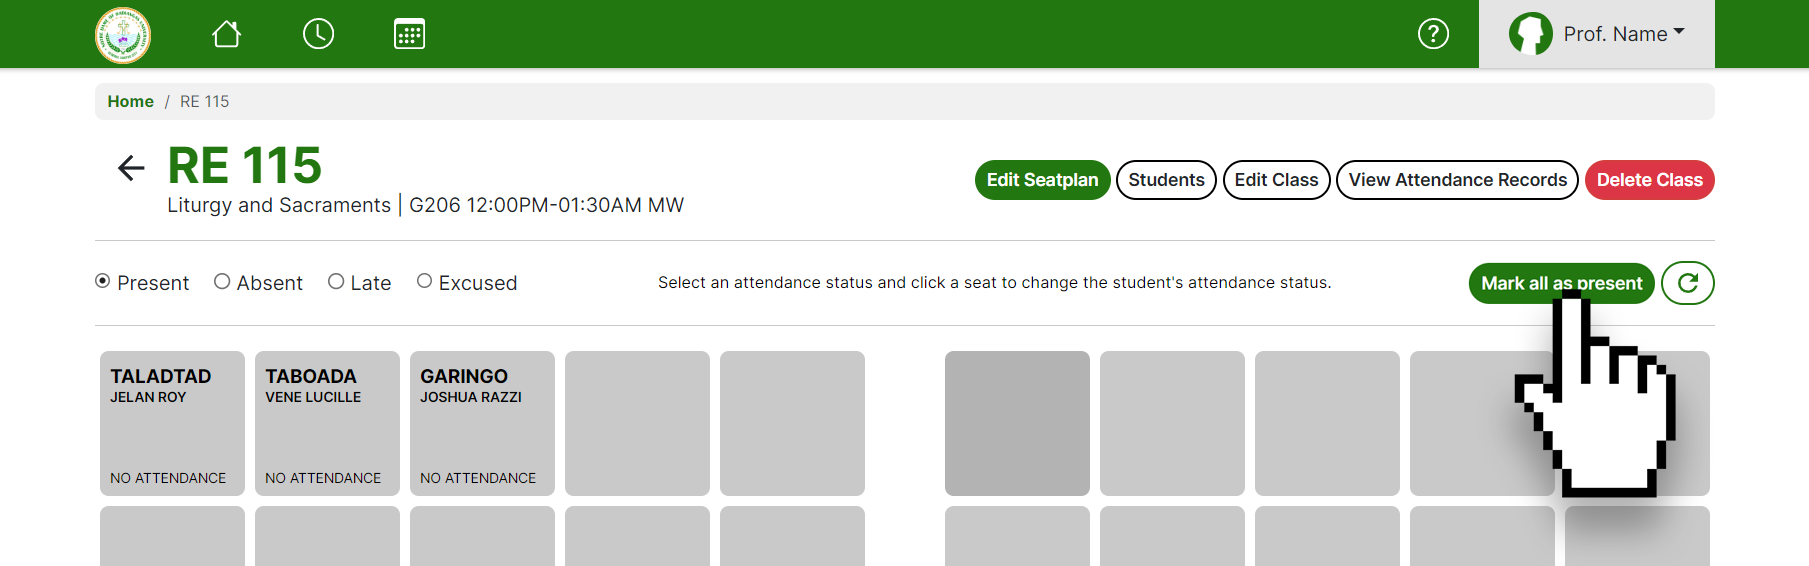 Prof. Name
Home / RE 115
RE 115
Liturgy and Sacraments | G206 12:00PM-01:30AM MW
Edit Seatplan
Students
Edit Class
View Attendance Records
Delete Class
Present
Absent
Late
Excused
Select an attendance status and click a seat to change the student's attendance status.
Mark all as present
TALADTAD
JELAN ROY
NO ATTENDANCE
TABOADA
VENE LUCILLE
NO ATTENDANCE
GARINGO
JOSHUA RAZZI
NO ATTENDANCE